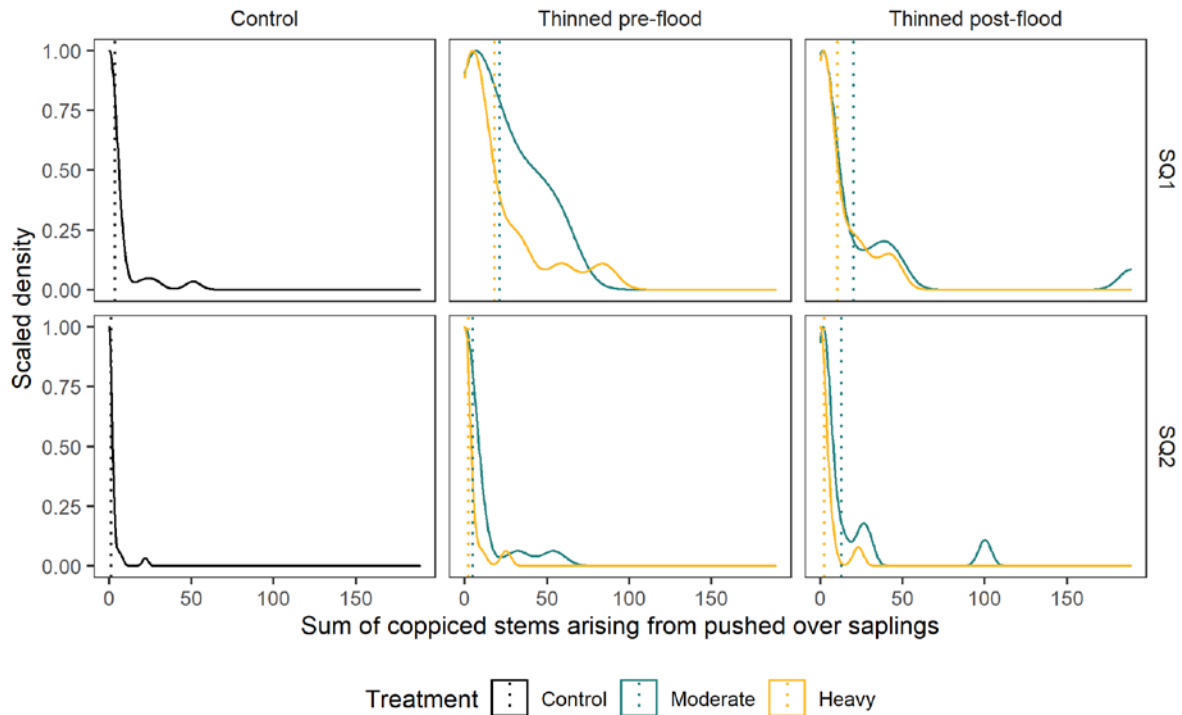 Control Thinned pre-flood Thinned post-flood
1.00
0.75
0.50
0.25
0.00
SQ1
1.00
0.75
0.50
0.25
0.00
SQ2
Scaled density
0 50 100 150 0 50 100 150 0 50 100 150
Sum of coppiced stems arising from pushed over saplings
Treatment Control Moderate Heavy